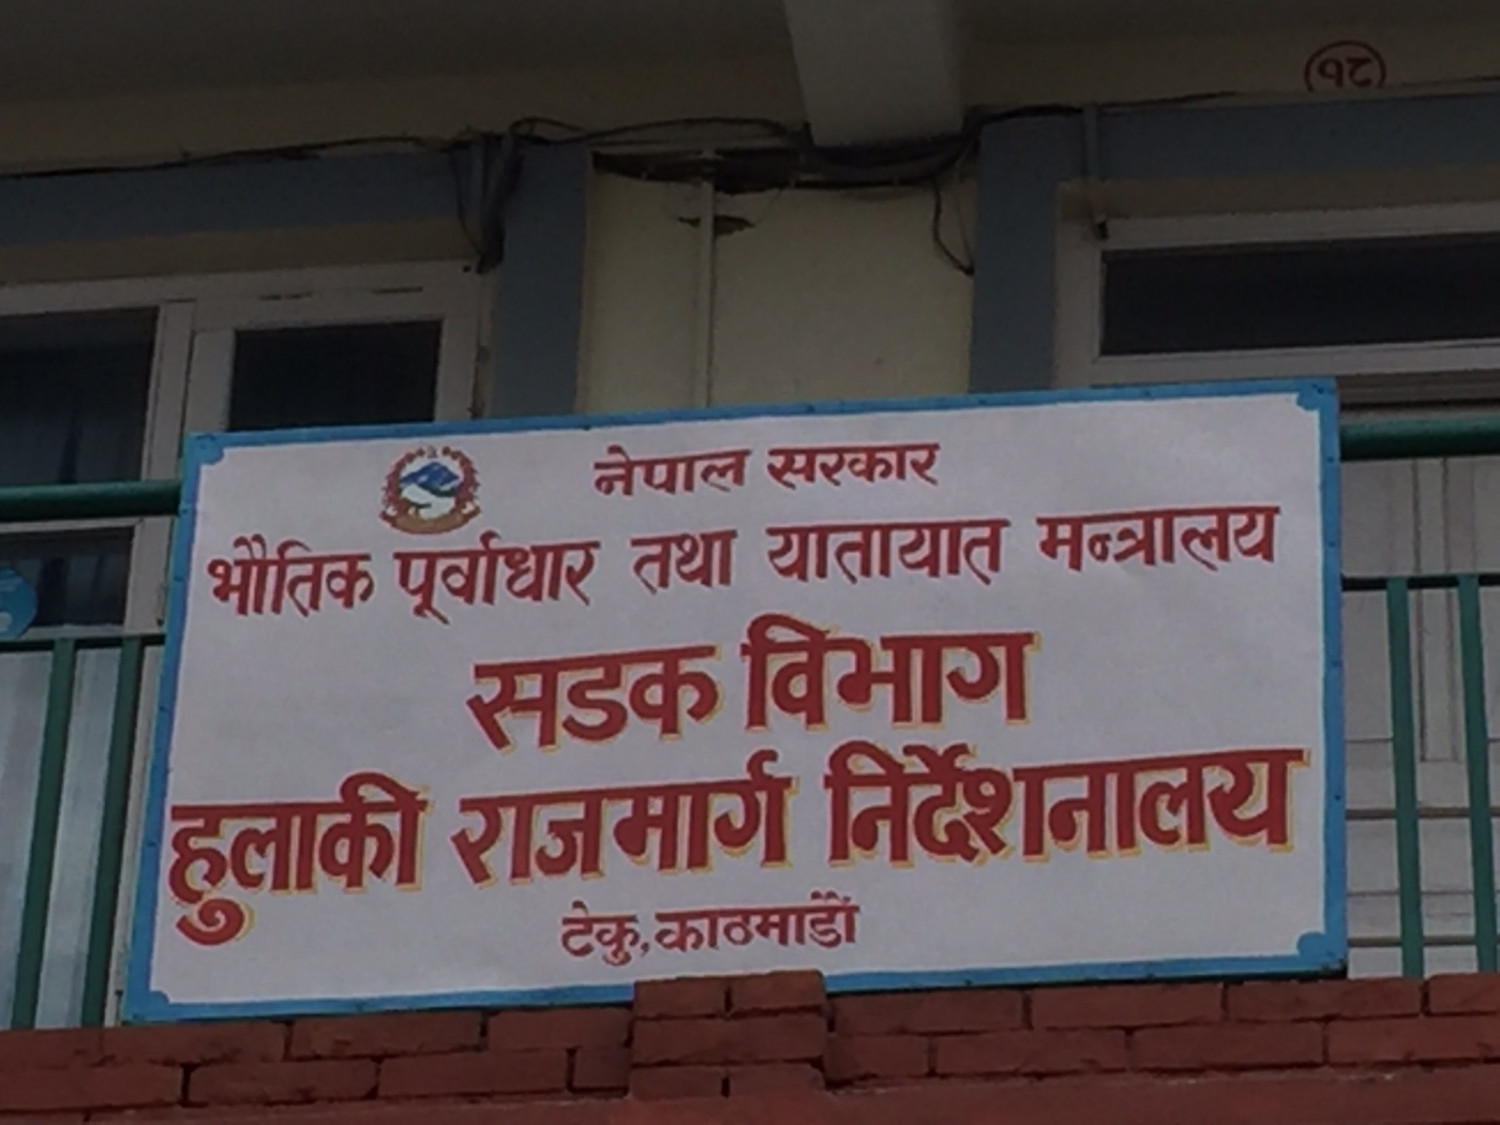 १८
नेपाल सरकार
भौतिक पूर्वाधार तथा यातायात मन्त्रालय
सडक विभाग
हुलाकी राजमार्ग निर्देशनालय
टेकु, काठमाडौं